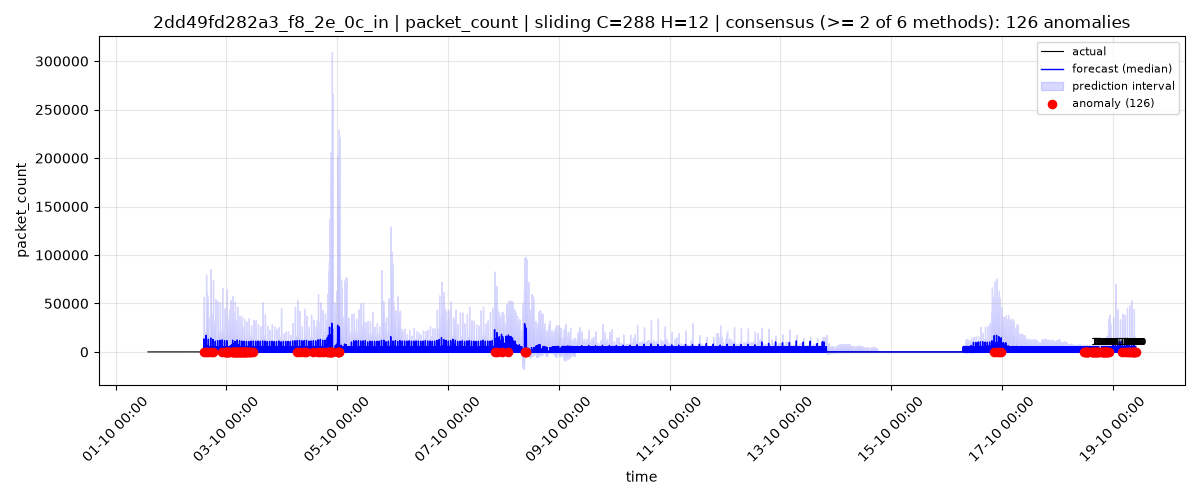 2dd49fd282a3_f8_2e_0c_in | packet_count | sliding C=288 H=12 | consensus (>= 2 of 6 methods): 126 anomalies
actual
forecast (median)
prediction interval
anomaly (126)
packet_count
300000
250000
200000
150000
100000
50000
0
01-10 00:00
03-10 00:00
05-10 00:00
07-10 00:00
09-10 00:00
11-10 00:00
13-10 00:00
15-10 00:00
17-10 00:00
19-10 00:00
time